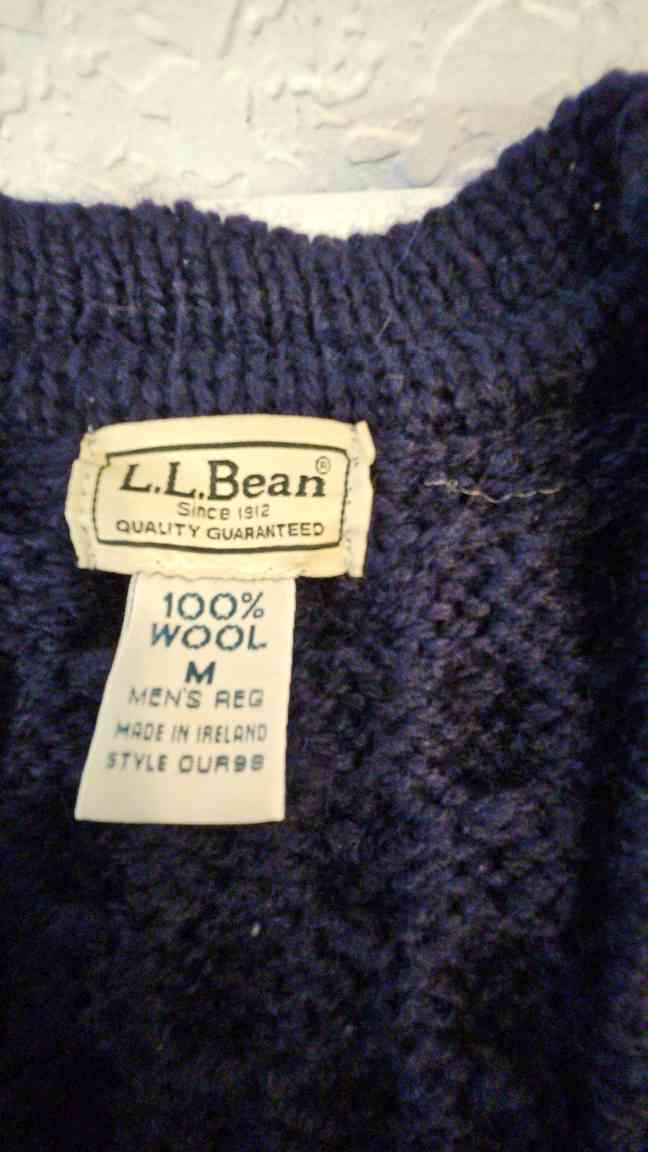 L.L.Bean®
Since 1912
QUALITY GUARANTEED
100%
WOOL
M
MEN'S REG
MADE IN IRELAND
STYLE OUR98